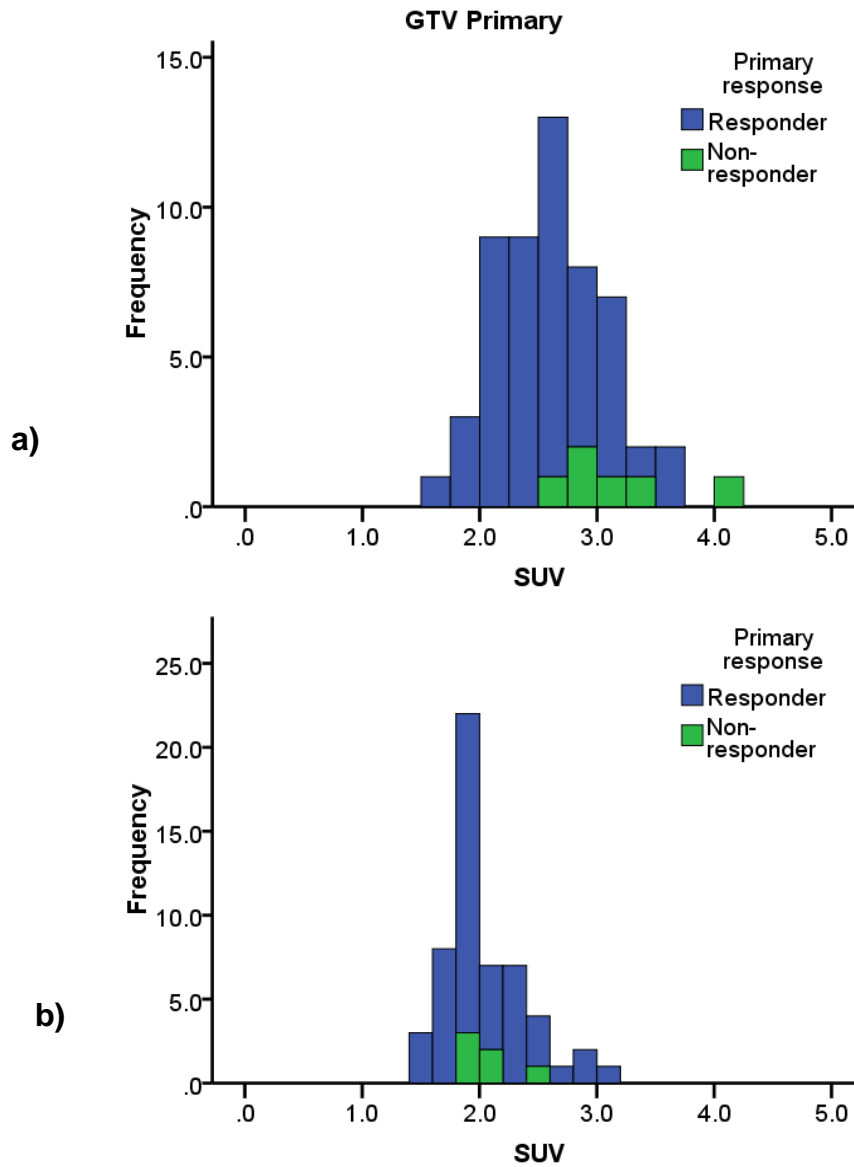 GTV Primary
15.0
10.0
5.0
.0
Frequency
Primary
response
Responder
Non-
responder
a)
.0
1.0
2.0
3.0
4.0
5.0
SUV
25.0
20.0
15.0
10.0
5.0
.0
Frequency
Primary
response
Responder
Non-
responder
b)
.0
1.0
2.0
3.0
4.0
5.0
SUV